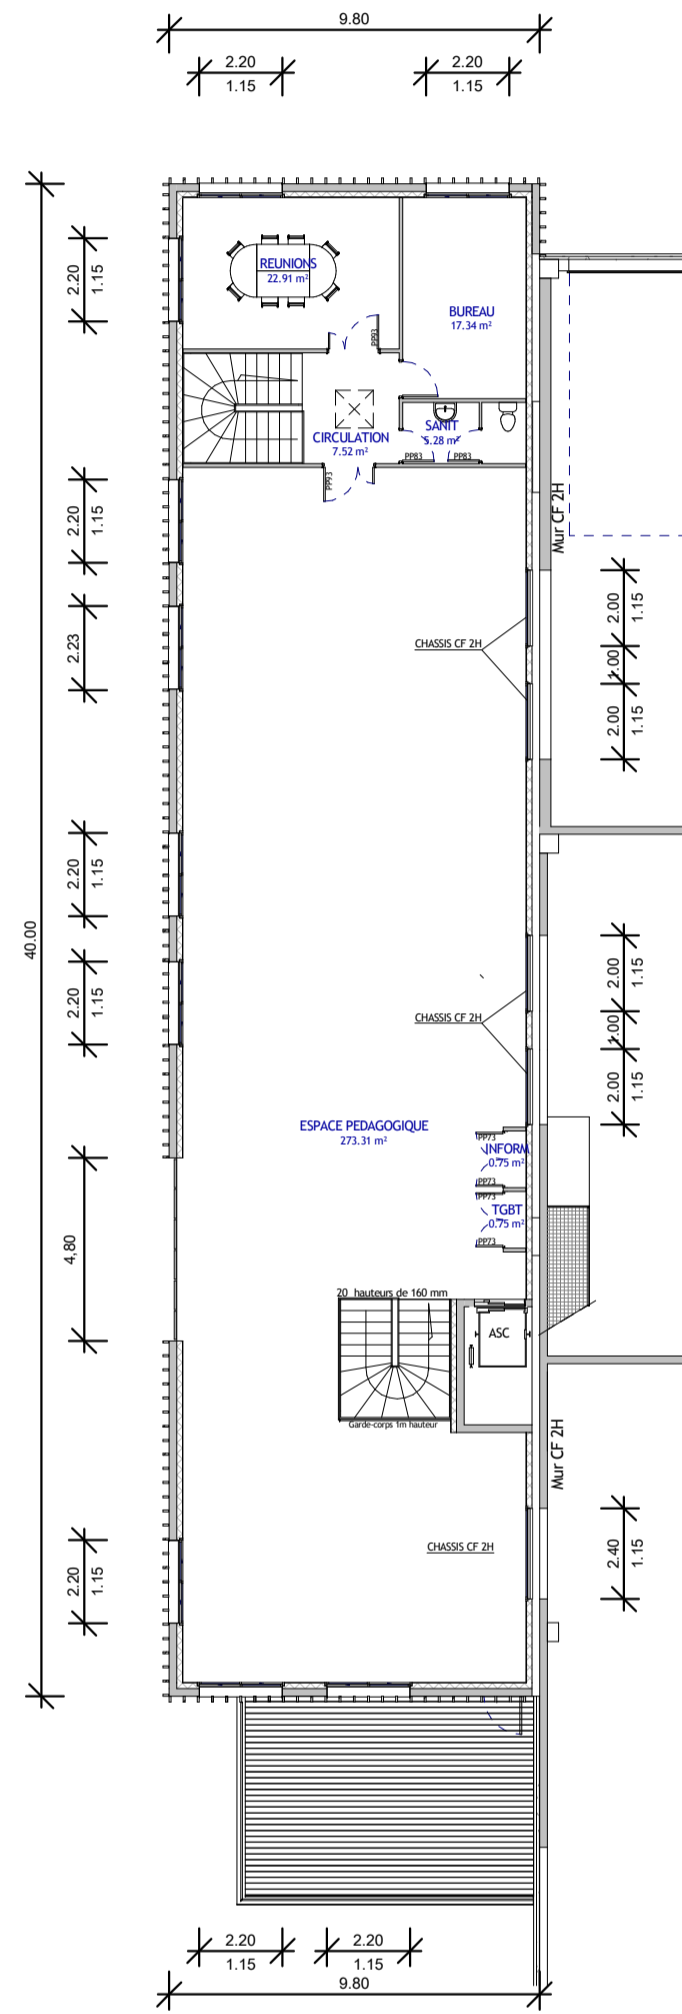 9.80
2.20
1.15
2.20
1.15
2.20
1.15
REUNIONS
22.91 m²
BUREAU
17.34 m²
PP93
CIRCULATION
7.52 m²
SANIT
5.28 m²
PP83
PP83
PP93
2.20
1.15
Mur CF 2H
2.23
CHASSIS CF 2H
2.00
1.15
1.00
2.00
1.15
2.20
1.15
40.00
2.20
1.15
CHASSIS CF 2H
2.00
1.15
1.00
2.00
1.15
ESPACE PEDAGOGIQUE
273.31 m²
PP73
INFORM
0.75 m²
PP73
PP73
TGBT
0.75 m²
PP73
4,80
20 hauteurs de 160 mm
ASC
Garde-corps 1m hauteur
Mur CF 2H
2.20
1.15
CHASSIS CF 2H
2.40
1.15
2.20
1.15
2.20
1.15
9.80